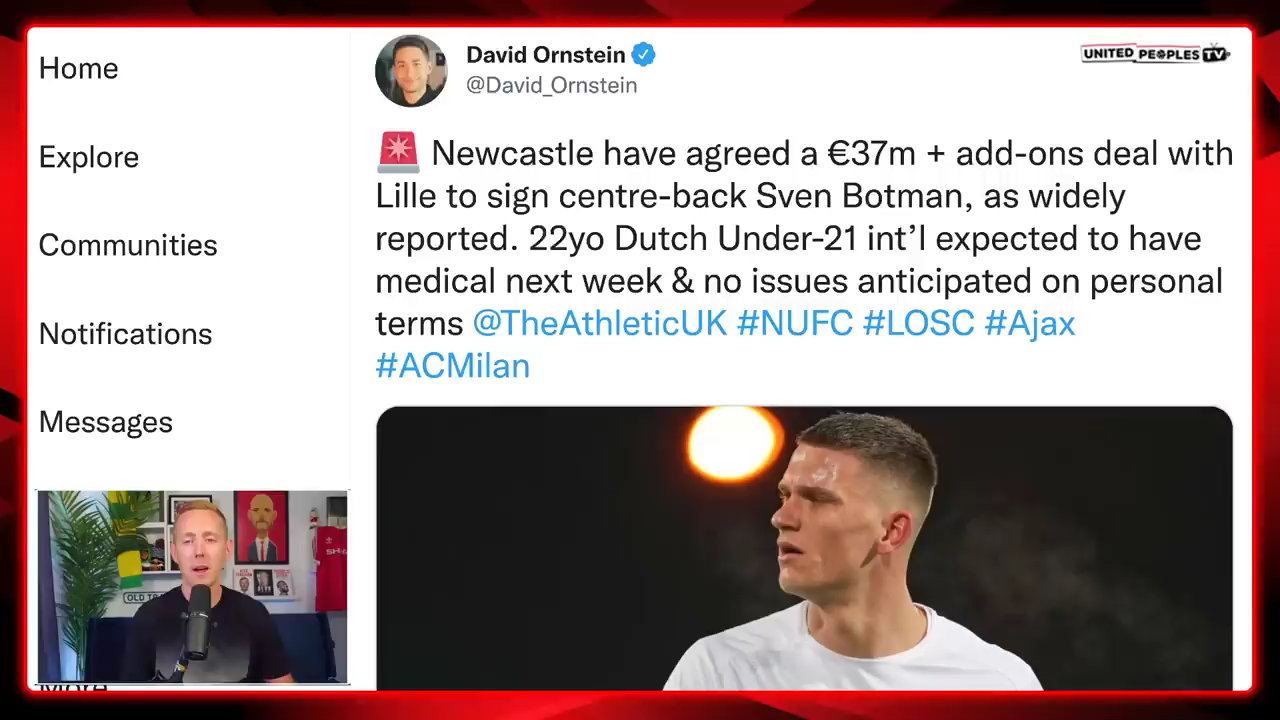 Home
Explore
Communities
Notifications
Messages
More
David Ornstein
@David_Ornstein
UNITED PEOPLES TV
Newcastle have agreed a €37m + add-ons deal with
Lille to sign centre-back Sven Botman, as widely
reported. 22yo Dutch Under-21 int’l expected to have
medical next week & no issues anticipated on personal
terms @TheAthleticUK #NUFC #LOSC #Ajax
#ACMilan